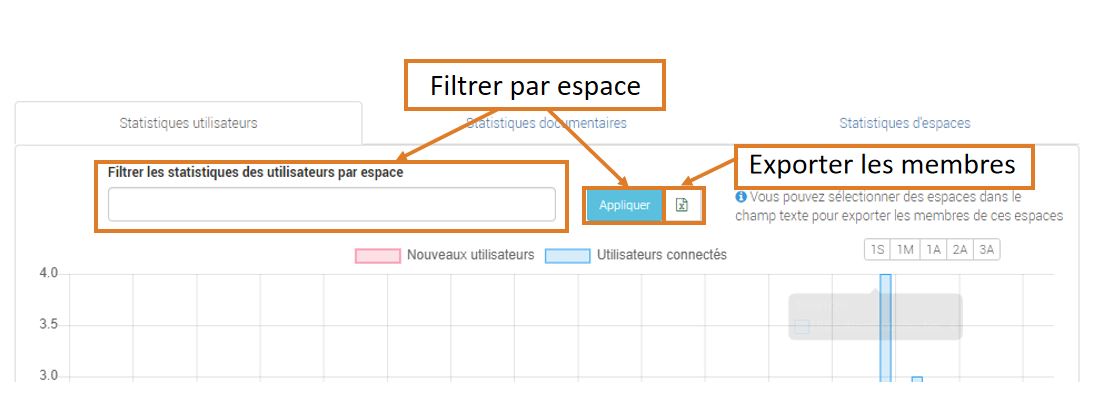 Filtrer par espace
Statistiques utilisateurs
Statistiques documentaires
Statistiques d'espaces
Exporter les membres
Filtrer les statistiques des utilisateurs par espace
Appliquer
Vous pouvez sélectionner des espaces dans le
champ texte pour exporter les membres de ces espaces
Nouveaux utilisateurs
Utilisateurs connectés
1S 1M 1A 2A 3A
4.0
3.5
3.0